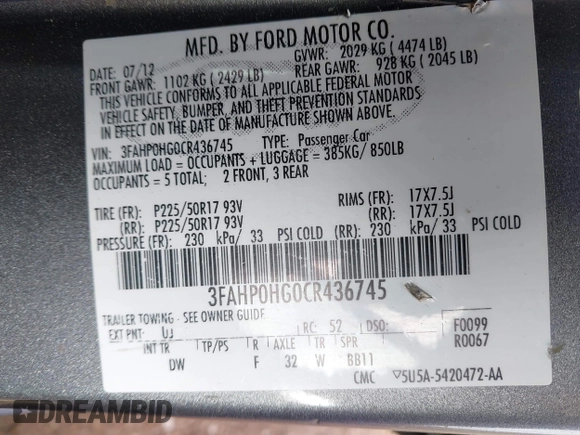 MFD. BY FORD MOTOR CO.
DATE: 07/12 GVWR: 2029 KG ( 4474 LB)
FRONT GAWR: 1102 KG ( 2429 LB) REAR GAWR: 928 KG ( 2045 LB)
THIS VEHICLE CONFORMS TO ALL APPLICABLE FEDERAL MOTOR
VEHICLE SAFETY, BUMPER, AND THEFT PREVENTION STANDARDS
IN EFFECT ON THE DATE OF MANUFACTURE SHOWN ABOVE.
VIN: 3FAHP0HG0CR436745 TYPE: Passenger Car
MAXIMUM LOAD = OCCUPANTS + LUGGAGE = 385KG/ 850LB
OCCUPANTS = 5 TOTAL; 2 FRONT, 3 REAR
TIRE (FR): P225/50R17 93V RIMS (FR): 17X7.5J
(RR): P225/50R17 93V (RR): 17X7.5J
PRESSURE (FR): 230 kPa/ 33 PSI COLD (RR): 230 kPa/ 33 PSI COLD
3FAHP0HG0CR436745
TRAILER TOWING - SEE OWNER GUIDE
EXT PNT: UJ RC: 52 DSO: F0099
R0067
INT TR TP/PS R AXLE TR SPR
DW F 32 W BB11
CMC 5U5A-5420472-AA
DREAMBID